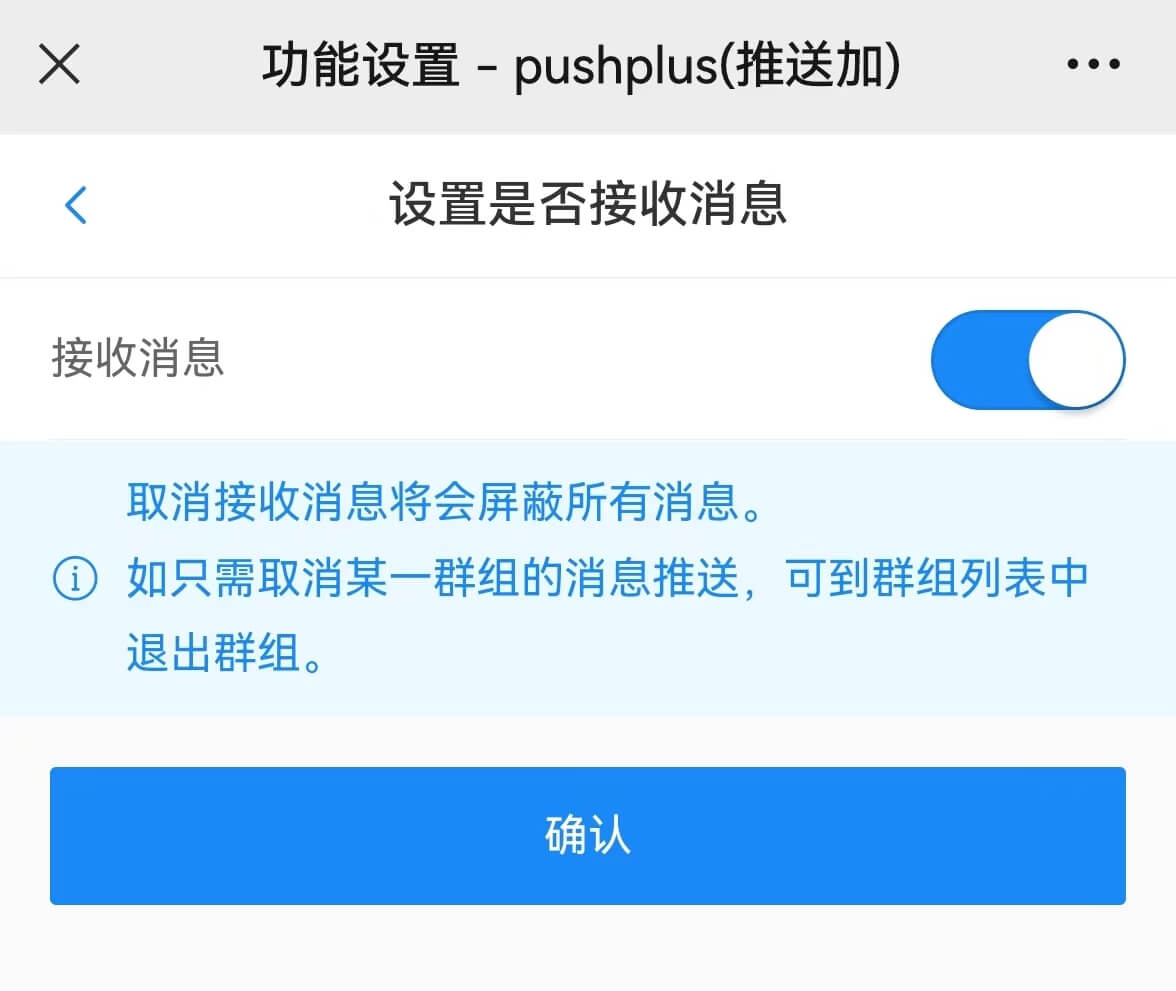 功能设置 – pushplus(推送加)
设置是否接收消息
接收消息
取消接收消息将会屏蔽所有消息。
如只需取消某一群组的消息推送，可到群组列表中
退出群组。
确认